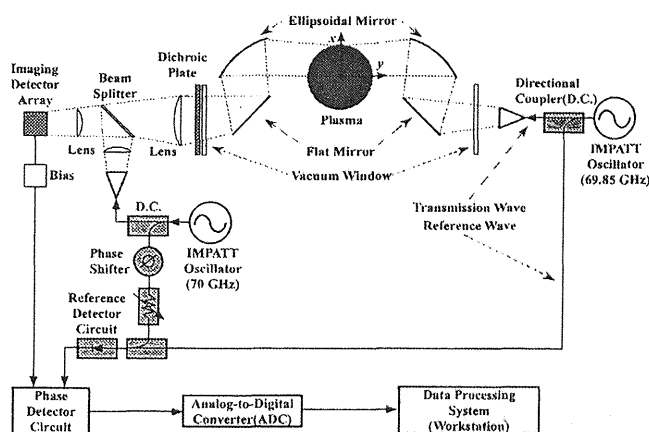 Ellipsoidal Mirror
x
y
Plasma
Dichroic
Plate
Imaging
Detector
Array
Beam
Splitter
Directional
Coupler(D.C.)
Lens
Lens
Flat Mirror
Vacuum Window
IMPATT
Oscillator
(69.85 GHz)
Bias
D.C.
Transmission Wave
Reference Wave
Phase
Shifter
IMPATT
Oscillator
(70 GHz)
Reference
Detector
Circuit
Phase
Detector
Circuit
Analog-to-Digital
Converter(ADC)
Data Processing
System
(Workstation)